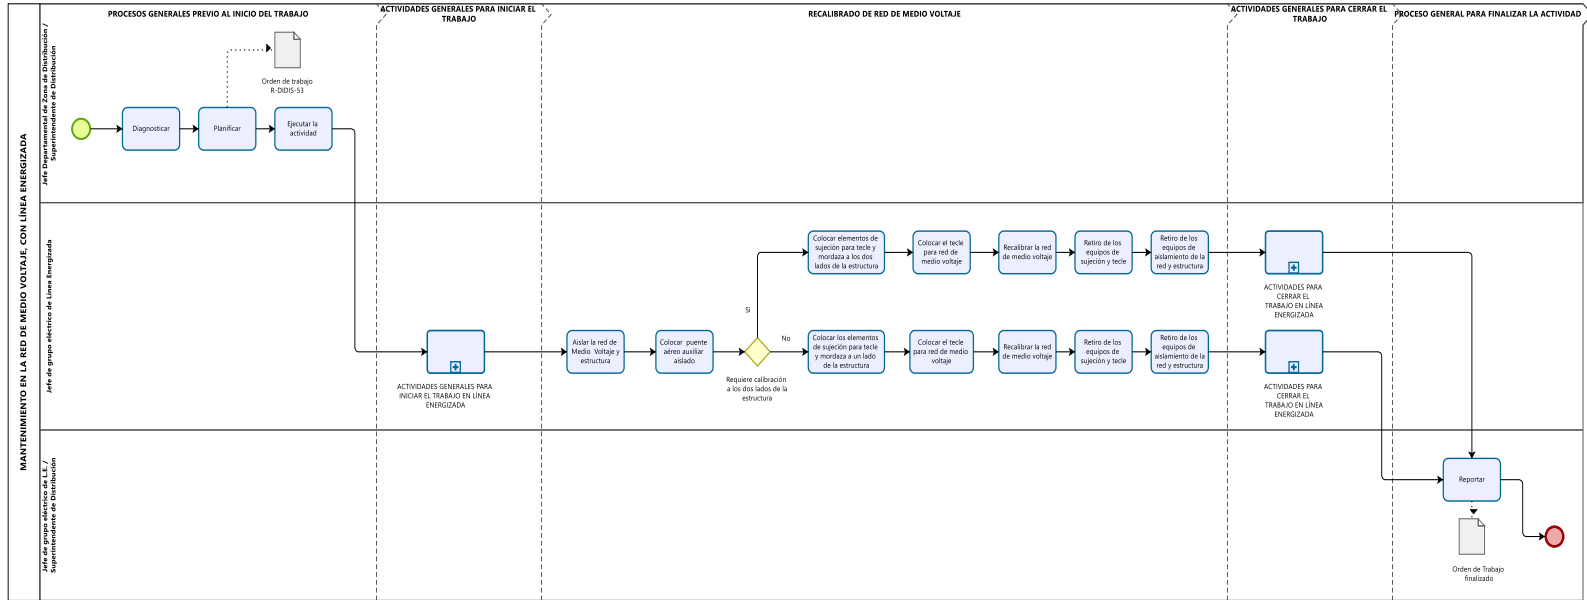 MANTENIMIENTO EN LA RED DE MEDIO VOLTAJE, CON LÍNEA ENERGIZADA
PROCESOS GENERALES PREVIO AL INICIO DEL TRABAJO
ACTIVIDADES GENERALES PARA INICIAR EL
TRABAJO
RECALIBRADO DE RED DE MEDIO VOLTAJE
ACTIVIDADES GENERALES PARA CERRAR EL
TRABAJO
PROCESO GENERAL PARA FINALIZAR LA ACTIVIDAD
Jefe Departamental de Zona de Distribución /
Superintendente de Distribución
Orden de trabajo
R-DIDIS-53
Diagnosticar
Planificar
Ejecutar la
actividad
Jefe de grupo eléctrico de Línea Energizada
ACTIVIDADES GENERALES PARA
INICIAR EL TRABAJO EN LÍNEA
ENERGIZADA
Aislar la red de
Medio Voltaje y
estructura
Colocar puente
aéreo auxiliar
aislado
Requiere calibración
a los dos lados de la
estructura
Si
Colocar elementos de
sujeción para tecle y
mordaza a los dos
lados de la estructura
Colocar el tecle
para red de
medio voltaje
Recalibrar la red
de medio voltaje
Retiro de los
equipos de
sujeción y tecle
Retiro de los
equipos de
aislamiento de la
red y estructura
ACTIVIDADES PARA
CERRAR EL
TRABAJO EN LÍNEA
ENERGIZADA
No
Colocar los elementos
de sujeción para tecle
y mordaza a un lado
de la estructura
Colocar el tecle
para red de medio
voltaje
Recalibrar la red
de medio voltaje
Retiro de los
equipos de
sujeción y tecle
Retiro de los
equipos de
aislamiento de la
red y estructura
ACTIVIDADES PARA
CERRAR EL
TRABAJO EN LÍNEA
ENERGIZADA
Jefe de grupo eléctrico de L.E. /
Superintendente de Distribución
Reportar
Orden de Trabajo
finalizado